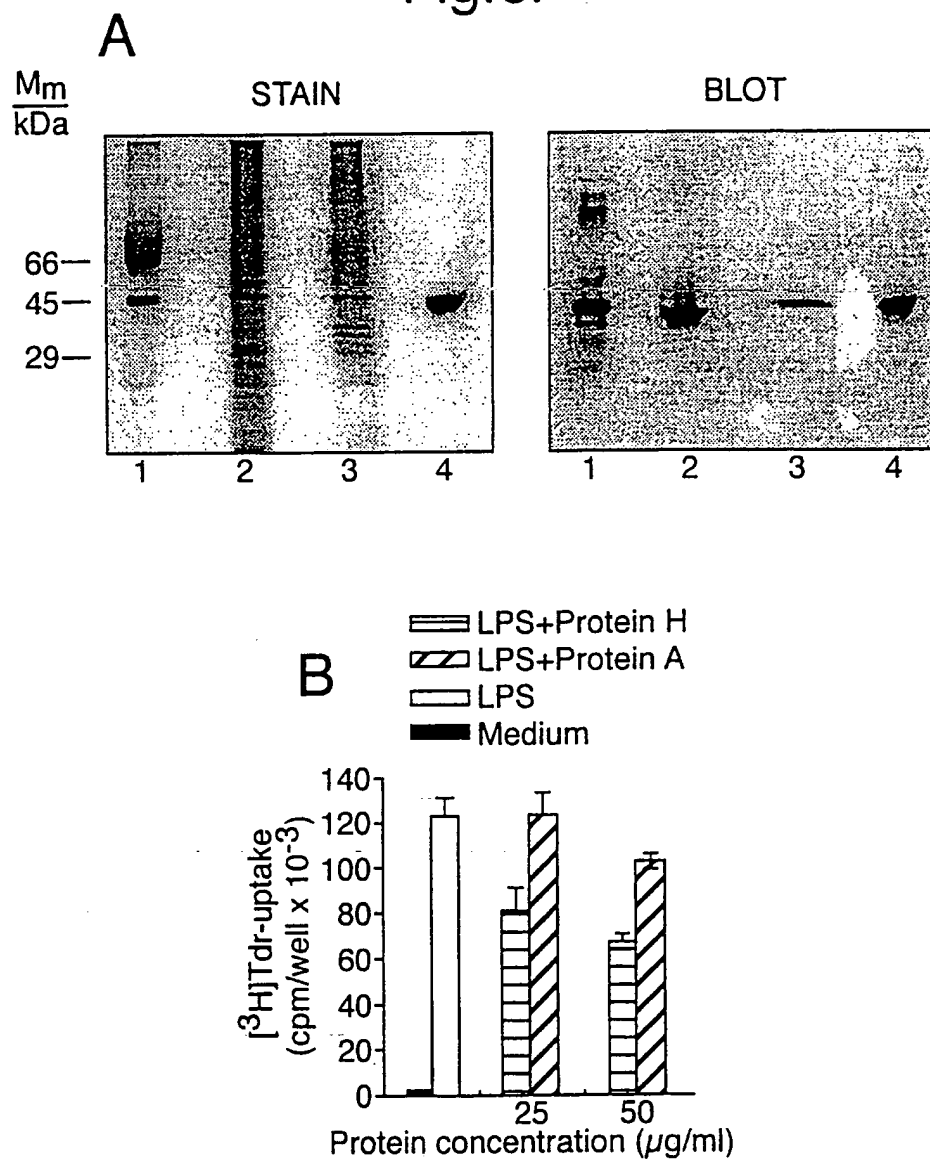 A
Mm
kDa
STAIN
BLOT
66
45
29
1 2 3 4
1 2 3 4
B
LPS+Protein H
LPS+Protein A
LPS
Medium
[³H]Tdr-uptake
(cpm/well x 10⁻³)
140
120
100
80
60
40
20
0
25 50
Protein concentration (µg/ml)